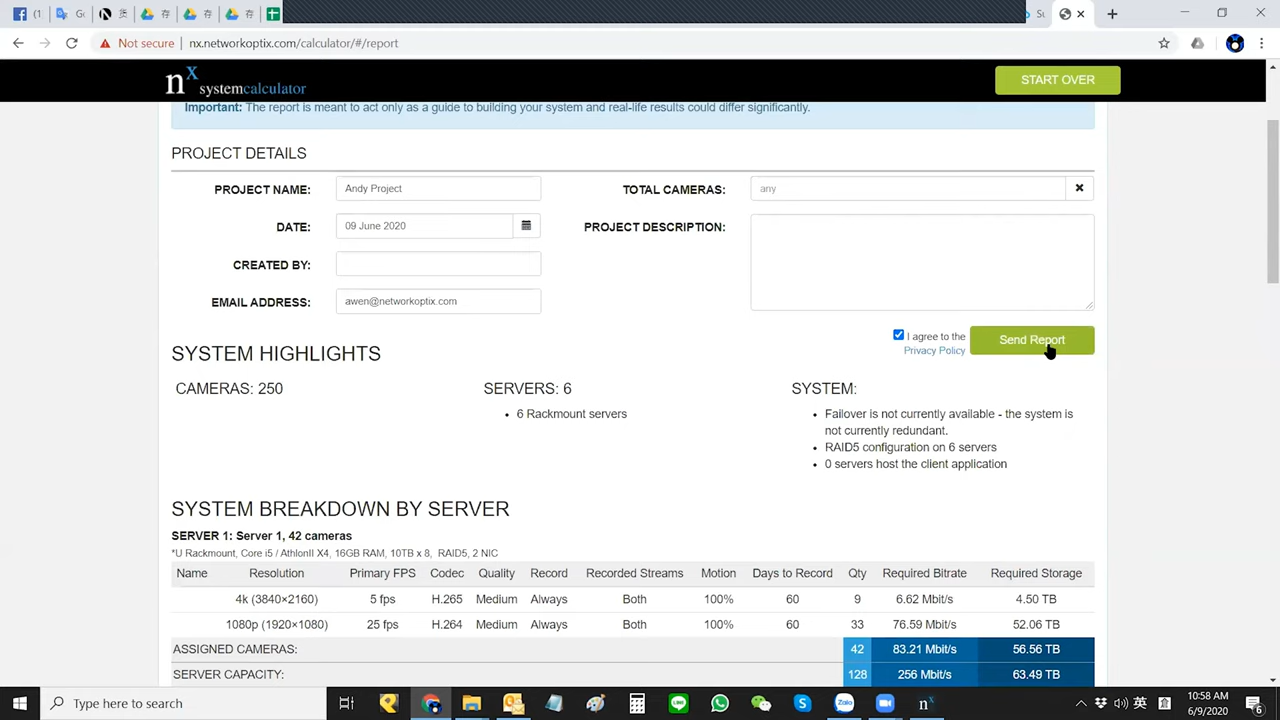 (1
G
Su
Not secure
nx.networkoptix.com/calculator/#/report
nx systemcalculator
START OVER
Important: The report is meant to act only as a guide to building your system and real-life results could differ significantly.
PROJECT DETAILS
PROJECT NAME:
Andy Project
TOTAL CAMERAS:
any
DATE:
09 June 2020
PROJECT DESCRIPTION:
CREATED BY:
EMAIL ADDRESS:
awen@networkoptix.com
I agree to the
Privacy Policy
Send Report
SYSTEM HIGHLIGHTS
CAMERAS: 250
SERVERS: 6
SYSTEM:
• 6 Rackmount servers
• Failover is not currently available - the system is
not currently redundant.
• RAID5 configuration on 6 servers
• 0 servers host the client application
SYSTEM BREAKDOWN BY SERVER
SERVER 1: Server 1, 42 cameras
*U Rackmount, Core i5 / AthlonII X4, 16GB RAM, 10TB x 8, RAID5, 2 NIC
Name Resolution Primary FPS Codec Quality Record Recorded Streams Motion Days to Record Qty Required Bitrate Required Storage
4k (3840×2160) 5 fps H.265 Medium Always Both 100% 60 9 6.62 Mbit/s 4.50 TB
1080p (1920×1080) 25 fps H.264 Medium Always Both 100% 60 33 76.59 Mbit/s 52.06 TB
ASSIGNED CAMERAS: 42 83.21 Mbit/s 56.56 TB
SERVER CAPACITY: 128 256 Mbit/s 63.49 TB
Type here to search
LINE
Zalo
nx
英
10:58 AM
6/9/2020
6